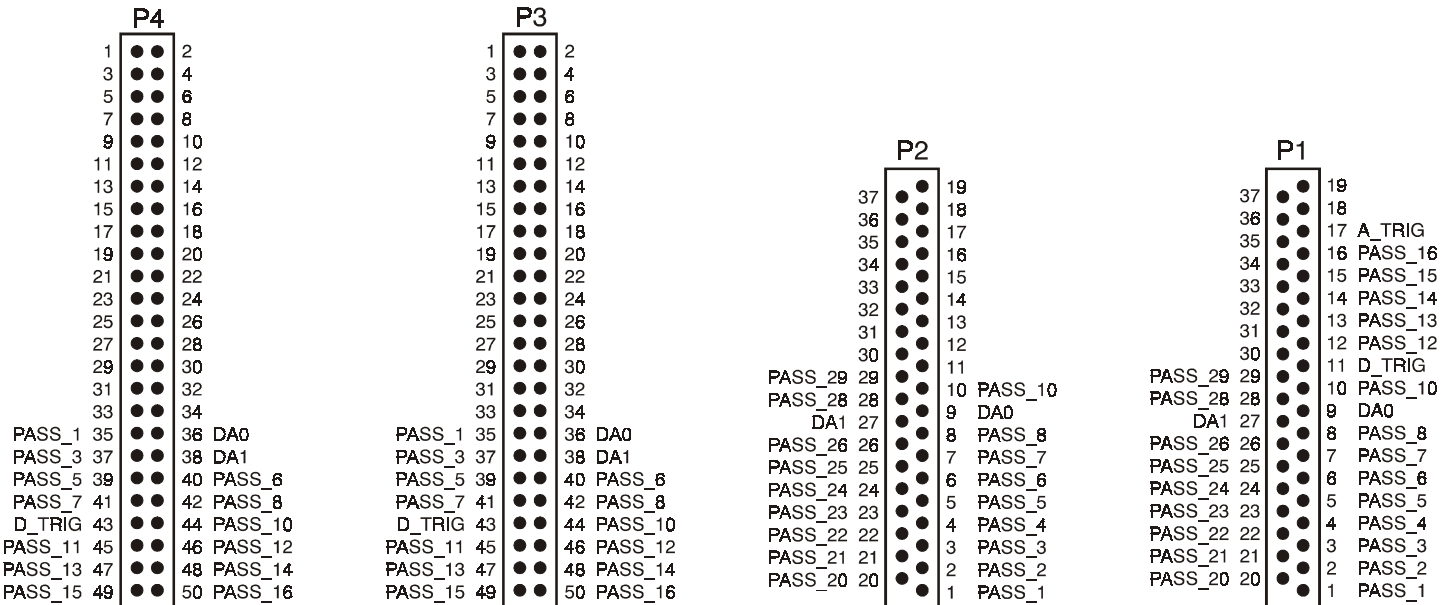 P4
1 2
3 4
5 6
7 8
9 10
11 12
13 14
15 16
17 18
19 20
21 22
23 24
25 26
27 28
29 30
31 32
33 34
PASS_1 35 36 DA0
PASS_3 37 38 DA1
PASS_5 39 40 PASS_6
PASS_7 41 42 PASS_8
D_TRIG 43 44 PASS_10
PASS_11 45 46 PASS_12
PASS_13 47 48 PASS_14
PASS_15 49 50 PASS_16
P3
1 2
3 4
5 6
7 8
9 10
11 12
13 14
15 16
17 18
19 20
21 22
23 24
25 26
27 28
29 30
31 32
33 34
PASS_1 35 36 DA0
PASS_3 37 38 DA1
PASS_5 39 40 PASS_6
PASS_7 41 42 PASS_8
D_TRIG 43 44 PASS_10
PASS_11 45 46 PASS_12
PASS_13 47 48 PASS_14
PASS_15 49 50 PASS_16
P2
19
37
18
36
17
35
16
34
15
33
14
32
13
31
12
30
11
PASS_29 29
10 PASS_10
PASS_28 28
9 DA0
DA1 27
8 PASS_8
PASS_26 26
7 PASS_7
PASS_25 25
6 PASS_6
PASS_24 24
5 PASS_5
PASS_23 23
4 PASS_4
PASS_22 22
3 PASS_3
PASS_21 21
2 PASS_2
PASS_20 20
1 PASS_1
P1
19
37
18
36
17 A_TRIG
35
16 PASS_16
34
15 PASS_15
33
14 PASS_14
32
13 PASS_13
31
12 PASS_12
30
11 D_TRIG
PASS_29 29
10 PASS_10
PASS_28 28
9 DA0
DA1 27
8 PASS_8
PASS_26 26
7 PASS_7
PASS_25 25
6 PASS_6
PASS_24 24
5 PASS_5
PASS_23 23
4 PASS_4
PASS_22 22
3 PASS_3
PASS_21 21
2 PASS_2
PASS_20 20
1 PASS_1